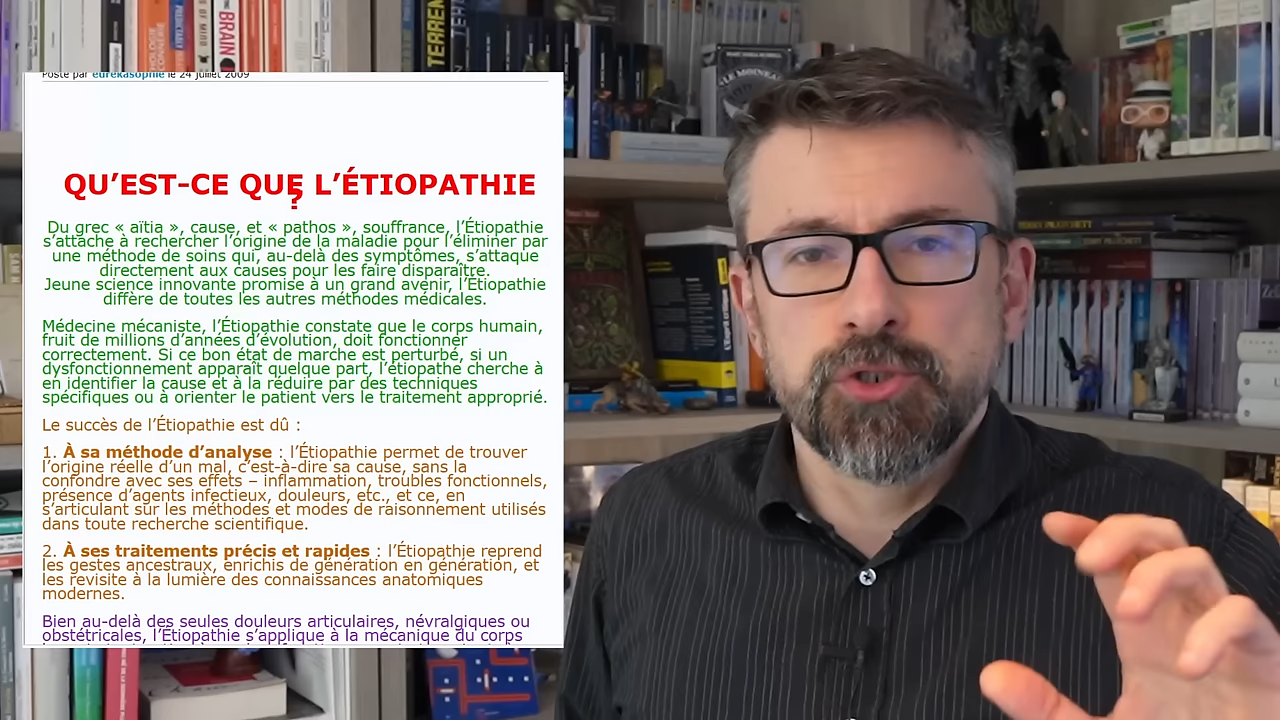 Posté par eurekasophie le 24 juillet 2009
QU’EST-CE QUE L’ÉTIOPATHIE
?
Du grec « aïtia », cause, et « pathos », souffrance, l’Étiopathie
s’attache à rechercher l’origine de la maladie pour l’éliminer par
une méthode de soins qui, au-delà des symptômes, s’attaque
directement aux causes pour les faire disparaître.
Jeune science innovante promise à un grand avenir, l’Étiopathie
diffère de toutes les autres méthodes médicales.
Médecine mécaniste, l’Étiopathie constate que le corps humain,
fruit de millions d’années d’évolution, doit fonctionner
correctement. Si ce bon état de marche est perturbé, si un
dysfonctionnement apparaît quelque part, l’étiopathe cherche à
en identifier la cause et à la réduire par des techniques
spécifiques ou à orienter le patient vers le traitement approprié.
Le succès de l’Étiopathie est dû :
1. À sa méthode d’analyse : l’Étiopathie permet de trouver
l’origine réelle d’un mal, c’est-à-dire sa cause, sans la
confondre avec ses effets – inflammation, troubles fonctionnels,
présence d’agents infectieux, douleurs, etc., et ce, en
s’articulant sur les méthodes et modes de raisonnement utilisés
dans toute recherche scientifique.
2. À ses traitements précis et rapides : l’Étiopathie reprend
les gestes ancestraux, enrichis de génération en génération, et
les revisite à la lumière des connaissances anatomiques
modernes.
Bien au-delà des seules douleurs articulaires, névralgiques ou
obstétricales, l’Étiopathie s’applique à la mécanique du corps
BRAIN
OF MIND
TERRY PRATCHETT
LE MOINEAU